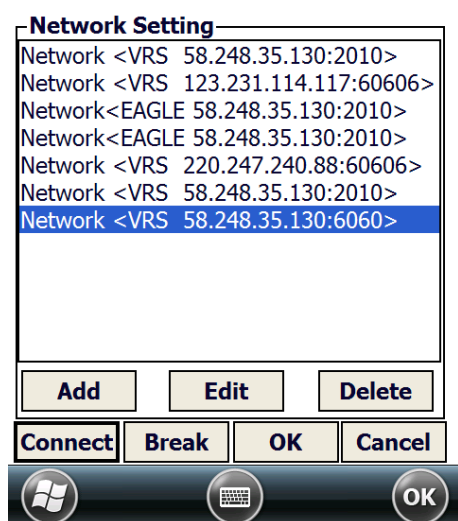 Network Setting
Network <VRS 58.248.35.130:2010>
Network <VRS 123.231.114.117:60606>
Network<EAGLE 58.248.35.130:2010>
Network<EAGLE 58.248.35.130:2010>
Network <VRS 220.247.240.88:60606>
Network <VRS 58.248.35.130:2010>
Network <VRS 58.248.35.130:6060>
Add Edit Delete
Connect Break OK Cancel
OK